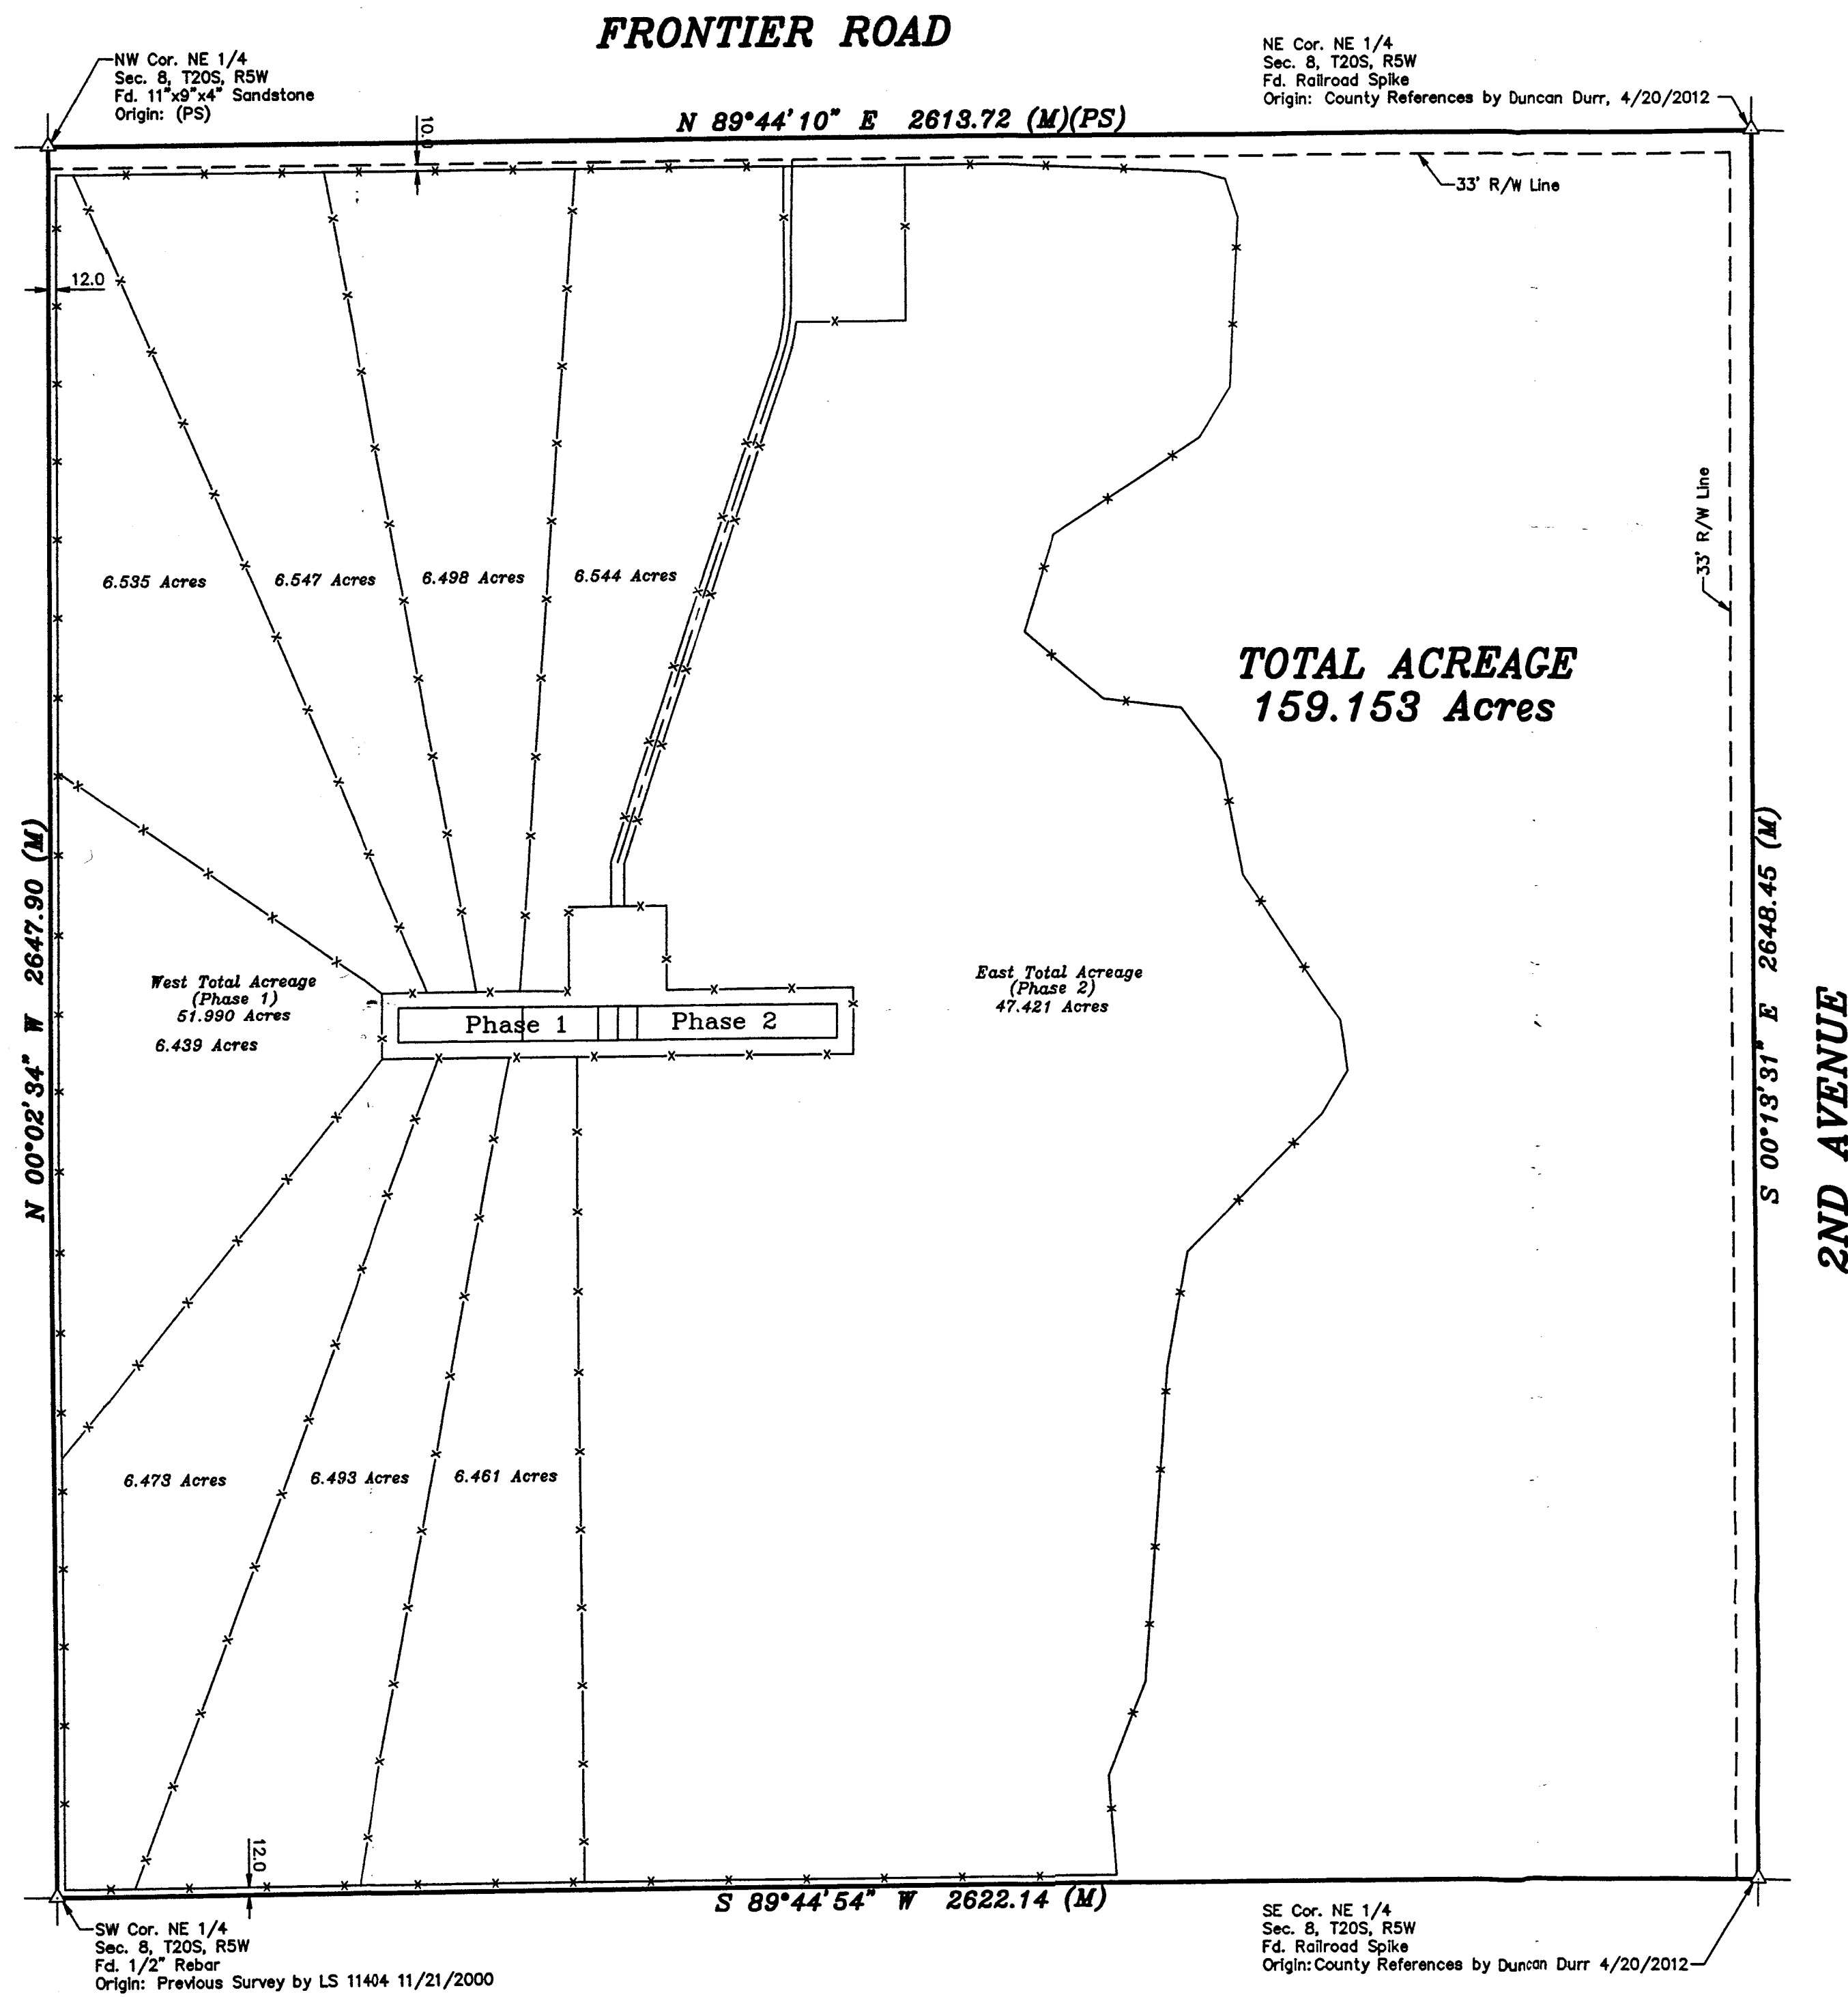 FRONTIER ROAD
NW Cor. NE 1/4
Sec. 8, T20S, R5W
Fd. 11"x9"x4" Sandstone
Origin: (PS)
NE Cor. NE 1/4
Sec. 8, T20S, R5W
Fd. Railroad Spike
Origin: County References by Duncan Durr, 4/20/2012
N 89°44'10" E 2613.72 (M)(PS)
10.0
33' R/W Line
12.0
33' R/W Line
6.535 Acres
6.547 Acres
6.498 Acres
6.544 Acres
TOTAL ACREAGE
159.153 Acres
N 00°02'34" W 2647.90 (M)
S 00°13'31" E 2648.45 (M)
2ND AVENUE
West Total Acreage
(Phase 1)
51.990 Acres
6.439 Acres
Phase 1
Phase 2
East Total Acreage
(Phase 2)
47.421 Acres
6.473 Acres
6.493 Acres
6.461 Acres
12.0
S 89°44'54" W 2622.14 (M)
SW Cor. NE 1/4
Sec. 8, T20S, R5W
Fd. 1/2" Rebar
Origin: Previous Survey by LS 11404 11/21/2000
SE Cor. NE 1/4
Sec. 8, T20S, R5W
Fd. Railroad Spike
Origin: County References by Duncan Durr 4/20/2012